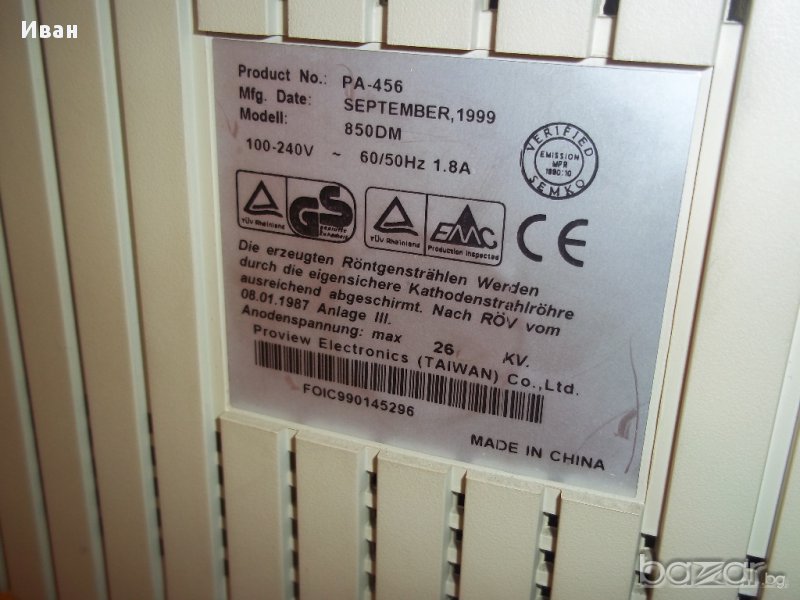 Иван
Product No.: PA-456
Mfg. Date: SEPTEMBER,1999
Modell: 850DM
100-240V ~ 60/50Hz 1.8A
VERIFIED
EMISSION
MPR
1990:10
SEMKO
TÜV Rheinland
GS
geprüfte
Sicherheit
TÜV Rheinland
EMC
Production Inspected
CE
Die erzeugten Röntgenstrählen Werden
durch die eigensichere Kathodenstrahlröhre
ausreichend abgeschirmt. Nach RÖV vom
08.01.1987 Anlage III.
Anodenspannung: max 26 KV.
Proview Electronics (TAIWAN) Co.,Ltd.
FOIC990145296
MADE IN CHINA
bazar.bg